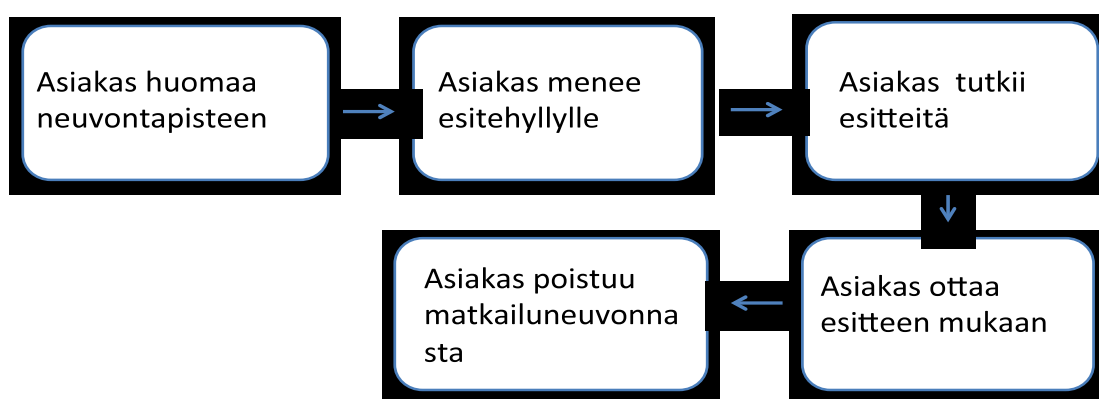 Asiakas huomaa
neuvontapisteen
Asiakas menee
esitehyllylle
Asiakas  tutkii
esitteitä
Asiakas ottaa
esitteen mukaan
Asiakas poistuu
matkailuneuvonna
sta